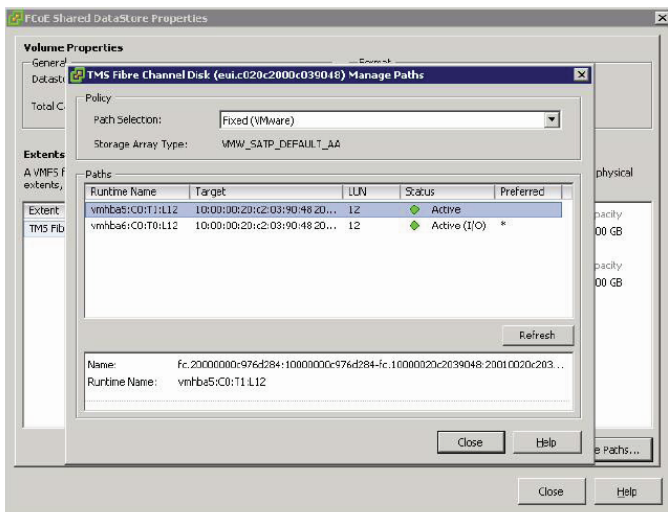 FCoE Shared DataStore Properties
Volume Properties
General
Format
Datasto
Total C
TMS Fibre Channel Disk (eui.c020c2000c039048) Manage Paths
Policy
Path Selection: Fixed (VMware)
Storage Array Type: VMW_SATP_DEFAULT_AA
Extents
A VMFS f
extents,
physical
Paths
Runtime Name Target LUN Status Preferred
vmhba5:C0:T1:L12 10:00:00:20:c2:03:90:48 20... 12 Active
vmhba6:C0:T0:L12 10:00:00:20:c2:03:90:48 20... 12 Active (I/O) *
Extent
TMS Fib
pacity
00 GB
pacity
00 GB
Refresh
Name: fc.20000000c976d284:10000000c976d284-fc.10000020c2039048:20010020c203...
Runtime Name: vmhba5:C0:T1:L12
Close Help
e Paths...
Close Help